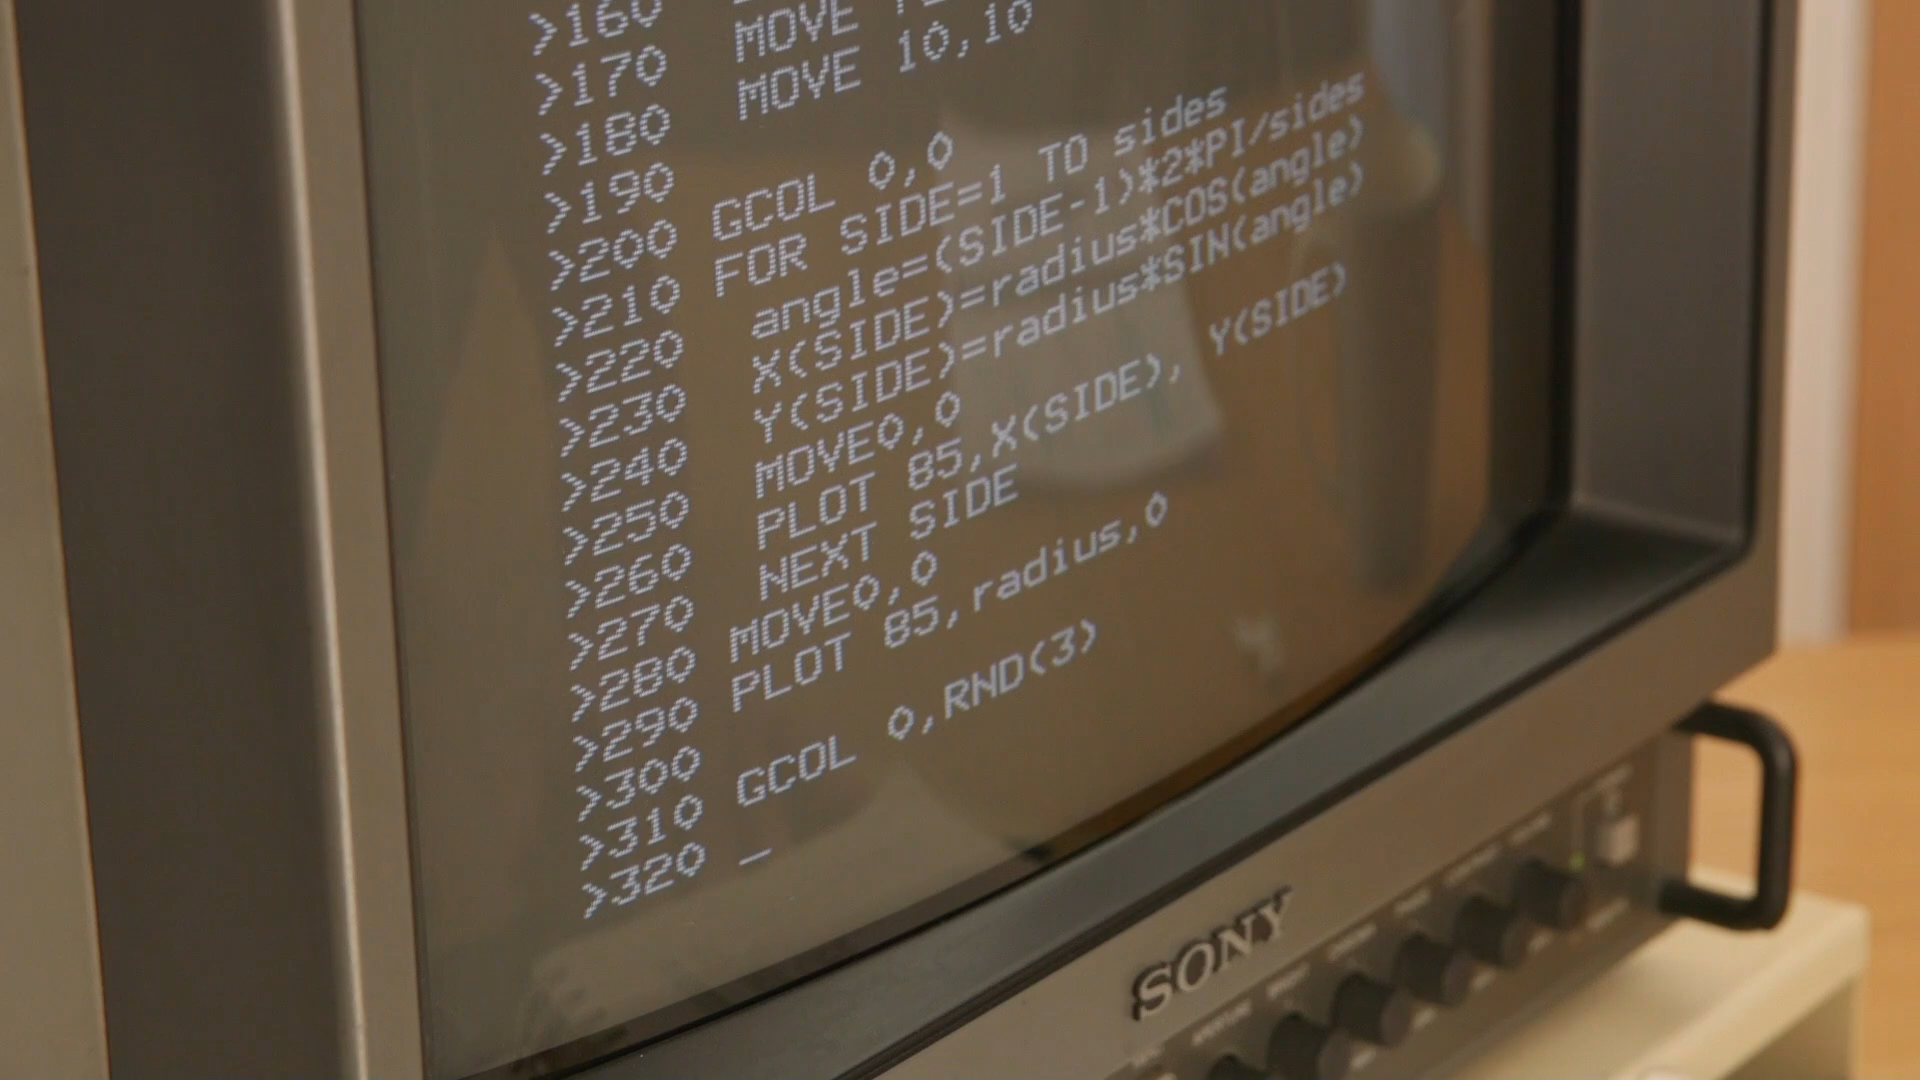 >160
>170 MOVE
>180 MOVE 10,10
>190
>200 GCOL 0,0
>210 FOR SIDE=1 TO sides
>220 angle=(SIDE-1)*2*PI/sides
>230 X(SIDE)=radius*COS(angle)
>240 Y(SIDE)=radius*SIN(angle)
>250 MOVE0,0
>260 PLOT 85,X(SIDE), Y(SIDE)
>270 NEXT SIDE
>280 MOVE0,0
>290 PLOT 85,radius,0
>300
>310 GCOL 0,RND(3)
>320 _
SONY